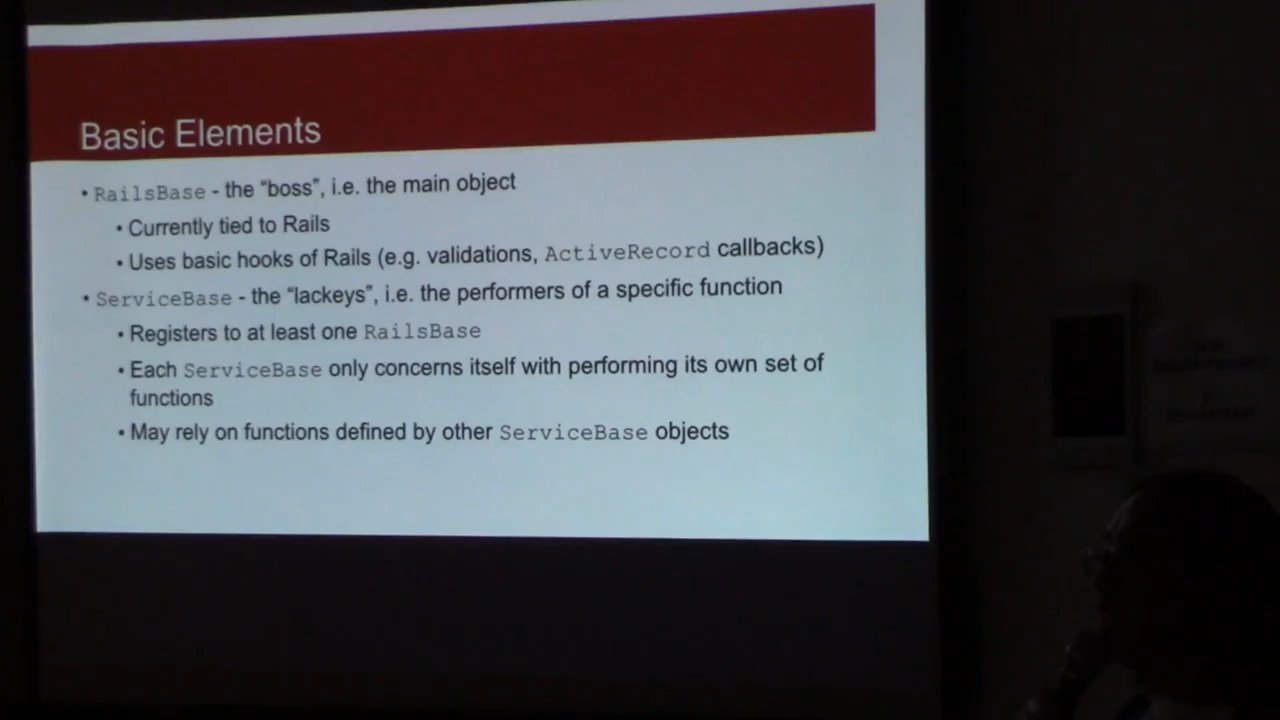 Basic Elements
• RailsBase - the “boss”, i.e. the main object
• Currently tied to Rails
• Uses basic hooks of Rails (e.g. validations, ActiveRecord callbacks)
• ServiceBase - the “lackeys”, i.e. the performers of a specific function
• Registers to at least one RailsBase
• Each ServiceBase only concerns itself with performing its own set of
functions
• May rely on functions defined by other ServiceBase objects